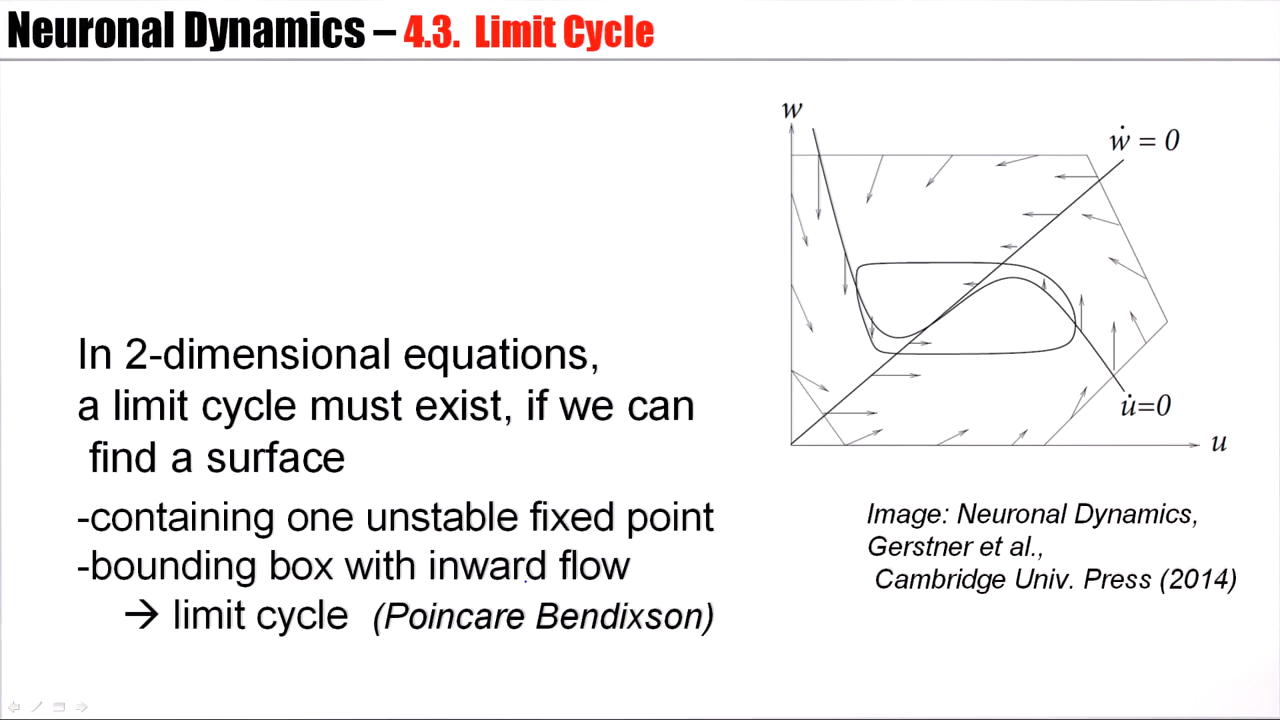 Neuronal Dynamics – 4.3. Limit Cycle
w
ẇ = 0
In 2-dimensional equations,
a limit cycle must exist, if we can
find a surface
u̇=0
u
-containing one unstable fixed point
-bounding box with inward flow
→ limit cycle (Poincare Bendixson)
Image: Neuronal Dynamics,
Gerstner et al.,
Cambridge Univ. Press (2014)